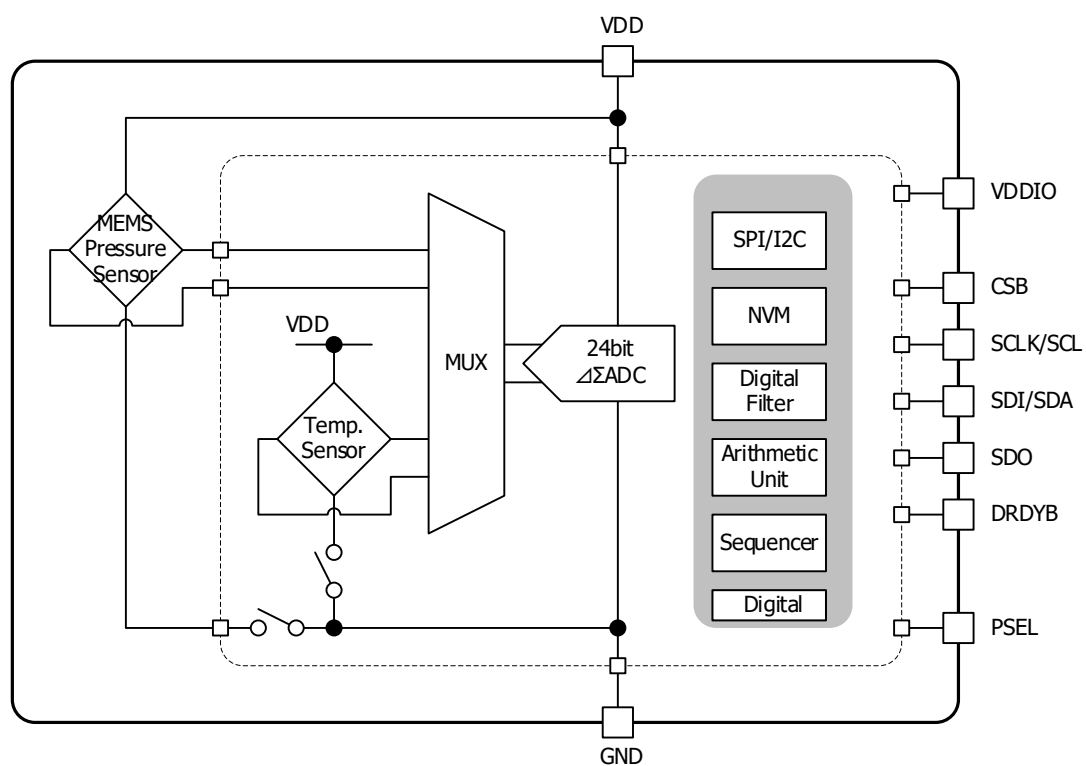 VDD
VDDIO
MEMS
Pressure
Sensor
SPI/I2C
CSB
VDD
NVM
SCLK/SCL
MUX
24bit
⊿ΣADC
Digital
Filter
SDI/SDA
Temp.
Sensor
Arithmetic
Unit
SDO
DRDYB
Sequencer
Digital
PSEL
GND